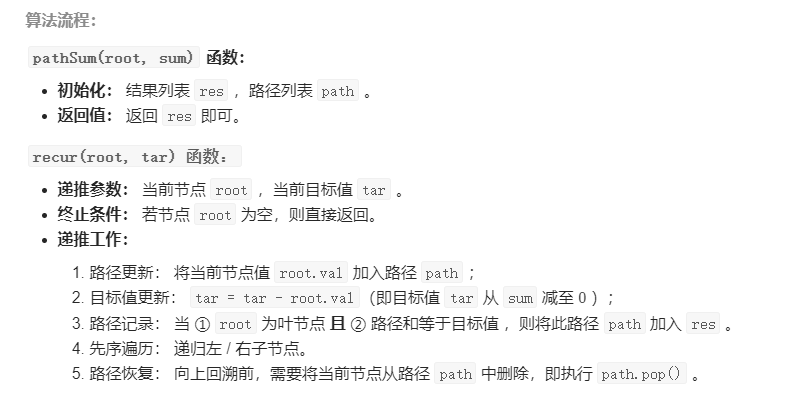 算法流程：
pathSum(root, sum) 函数：
• 初始化： 结果列表 res ，路径列表 path 。
• 返回值： 返回 res 即可。
recur(root, tar) 函数：
• 递推参数： 当前节点 root ，当前目标值 tar 。
• 终止条件： 若节点 root 为空，则直接返回。
• 递推工作：
1. 路径更新： 将当前节点值 root.val 加入路径 path ；
2. 目标值更新： tar = tar - root.val（即目标值 tar 从 sum 减至 0 ）；
3. 路径记录： 当 ① root 为叶节点 且 ② 路径和等于目标值 ，则将此路径 path 加入 res 。
4. 先序遍历： 递归左 / 右子节点。
5. 路径恢复： 向上回溯前，需要将当前节点从路径 path 中删除，即执行 path.pop() 。